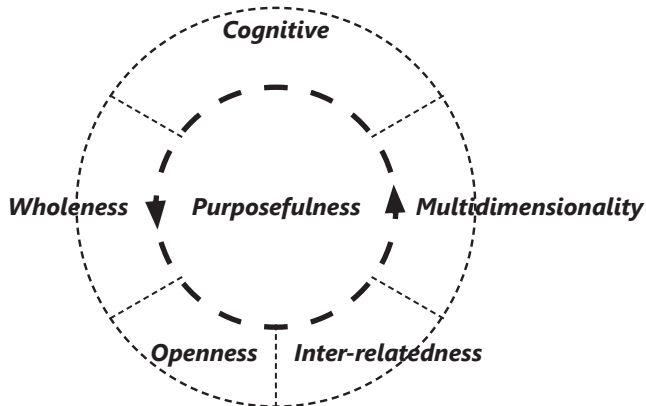 Cognitive
Wholeness
Purposefulness
Multidimensionality
Openness
Inter-relatedness